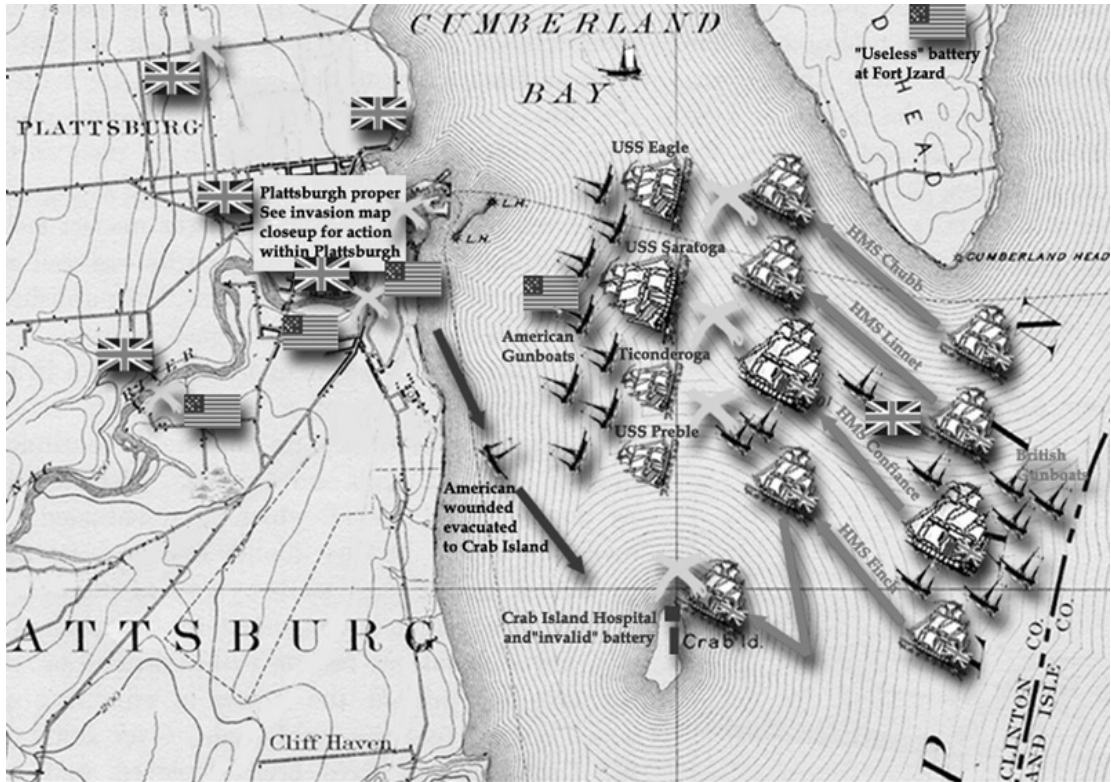 CUMBERLAND
BAY
"Useless" battery
at Fort Izard
HEAD
PLATTSBURG
USS Eagle
Plattsburgh proper
See invasion map
closeup for action
within Plattsburgh
L.H.
L.H.
USS Saratoga
HMS Chubb
CUMBERLAND HEAD
American
Gunboats
Ticonderoga
HMS Linnet
USS Preble
HMS Confiance
British
Gunboats
American
wounded
evacuated
to Crab Island
HMS Finch
Crab Island Hospital
and "invalid" battery
Crab Id.
ATTSBURG
200
Cliff Haven
P
CLINTON CO.
AND ISLE CO.